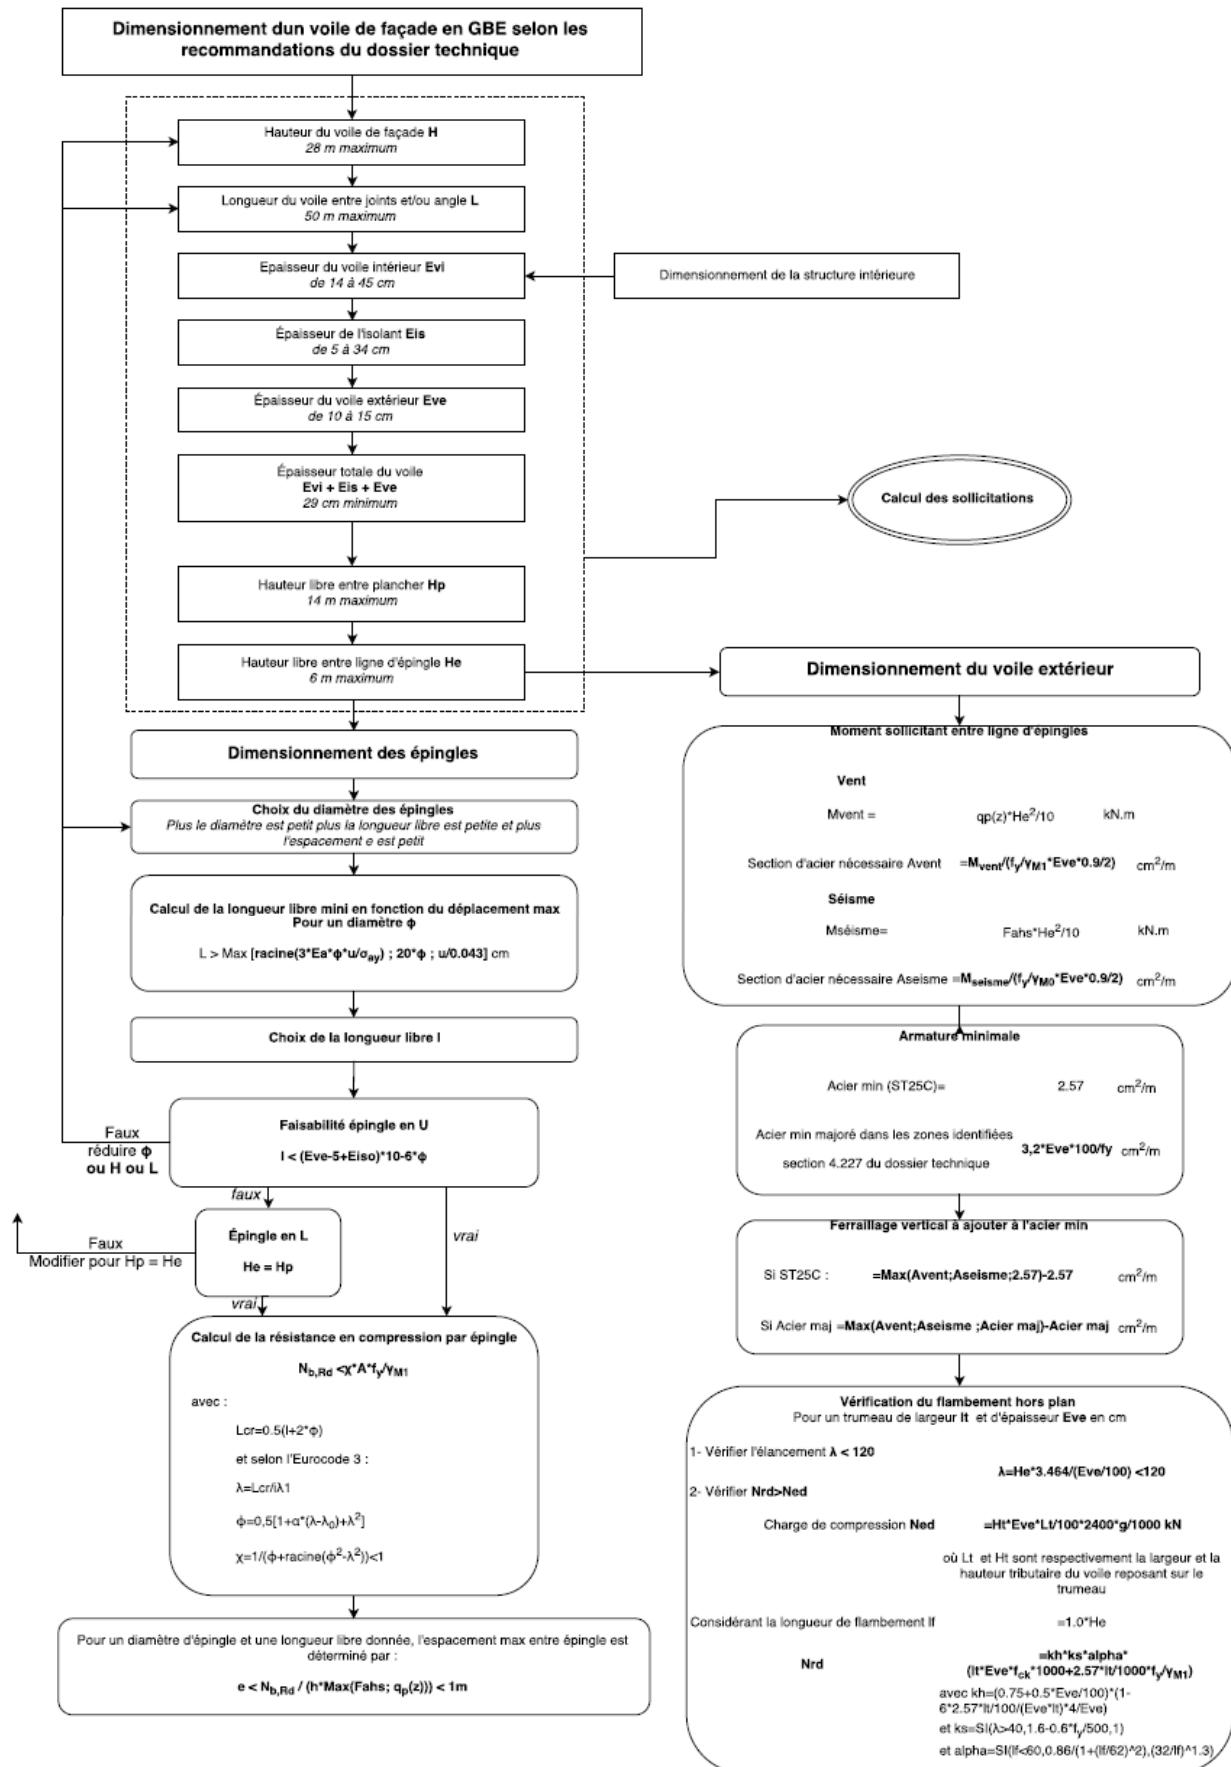 Dimensionnement dun voile de façade en GBE selon les
recommandations du dossier technique
Hauteur du voile de façade H
28 m maximum
Longueur du voile entre joints et/ou angle L
50 m maximum
Epaisseur du voile intérieur Evi
de 14 à 45 cm
Dimensionnement de la structure intérieure
Épaisseur de l'isolant Eis
de 5 à 34 cm
Épaisseur du voile extérieur Eve
de 10 à 15 cm
Épaisseur totale du voile
Evi + Eis + Eve
29 cm minimum
Calcul des sollicitations
Hauteur libre entre plancher Hp
14 m maximum
Hauteur libre entre ligne d'épingle He
6 m maximum
Dimensionnement des épingles
Choix du diamètre des épingles
Plus le diamètre est petit plus la longueur libre est petite et plus
l'espacement e est petit
Calcul de la longueur libre mini en fonction du déplacement max
Pour un diamètre ɸ
L > Max [racine(3*Ea*ɸ*u/σay) ; 20*ɸ ; u/0.043] cm
Choix de la longueur libre l
Faisabilité épingle en U
l < (Eve-5+Eiso)*10-6*ɸ
Faux
réduire ɸ
ou H ou L
faux
vrai
Épingle en L
He = Hp
Faux
Modifier pour Hp = He
vrai
Calcul de la résistance en compression par épingle
Nb,Rd <χ*A*fy/γM1
avec :
Lcr=0.5(l+2*ɸ)
et selon l'Eurocode 3 :
λ=Lcr/iλ1
ɸ=0,5[1+α*(λ-λ0)+λ²]
χ=1/(ɸ+racine(ɸ²-λ²))<1
Pour un diamètre d'épingle et une longueur libre donnée, l'espacement max entre épingle est
déterminé par :
e < Nb,Rd / (h*Max(Fahs; qp(z))) < 1m
Dimensionnement du voile extérieur
Moment sollicitant entre ligne d'épingles
Vent
Mvent = qp(z)*He²/10 kN.m
Section d'acier nécessaire Avent =Mvent/(fy/γM1*Eve*0.9/2) cm²/m
Séisme
Mséisme= Fahs*He²/10 kN.m
Section d'acier nécessaire Aseisme =Mseisme/(fy/γM0*Eve*0.9/2) cm²/m
Armature minimale
Acier min (ST25C)= 2.57 cm²/m
Acier min majoré dans les zones identifiées
section 4.227 du dossier technique 3,2*Eve*100/fy cm²/m
Ferraillage vertical à ajouter à l'acier min
Si ST25C : =Max(Avent;Aseisme;2.57)-2.57 cm²/m
Si Acier maj =Max(Avent;Aseisme ;Acier maj)-Acier maj cm²/m
Vérification du flambement hors plan
Pour un trumeau de largeur lt et d'épaisseur Eve en cm
1- Vérifier l'élancement λ < 120
λ=He*3.464/(Eve/100) <120
2- Vérifier Nrd>Ned
Charge de compression Ned =Ht*Eve*Lt/100*2400*g/1000 kN
où Lt et Ht sont respectivement la largeur et la
hauteur tributaire du voile reposant sur le
trumeau
Considérant la longueur de flambement lf =1.0*He
Nrd =kh*ks*alpha*
(lt*Eve*fck*1000+2.57*lt/1000*fy/γM1)
avec kh=(0.75+0.5*Eve/100)*(1-
6*2.57*lt/100/(Eve*lt)*4/Eve)
et ks=SI(λ>40,1.6-0.6*fy/500,1)
et alpha=SI(lf<60,0.86/(1+(lf/62)^2),(32/lf)^1.3)